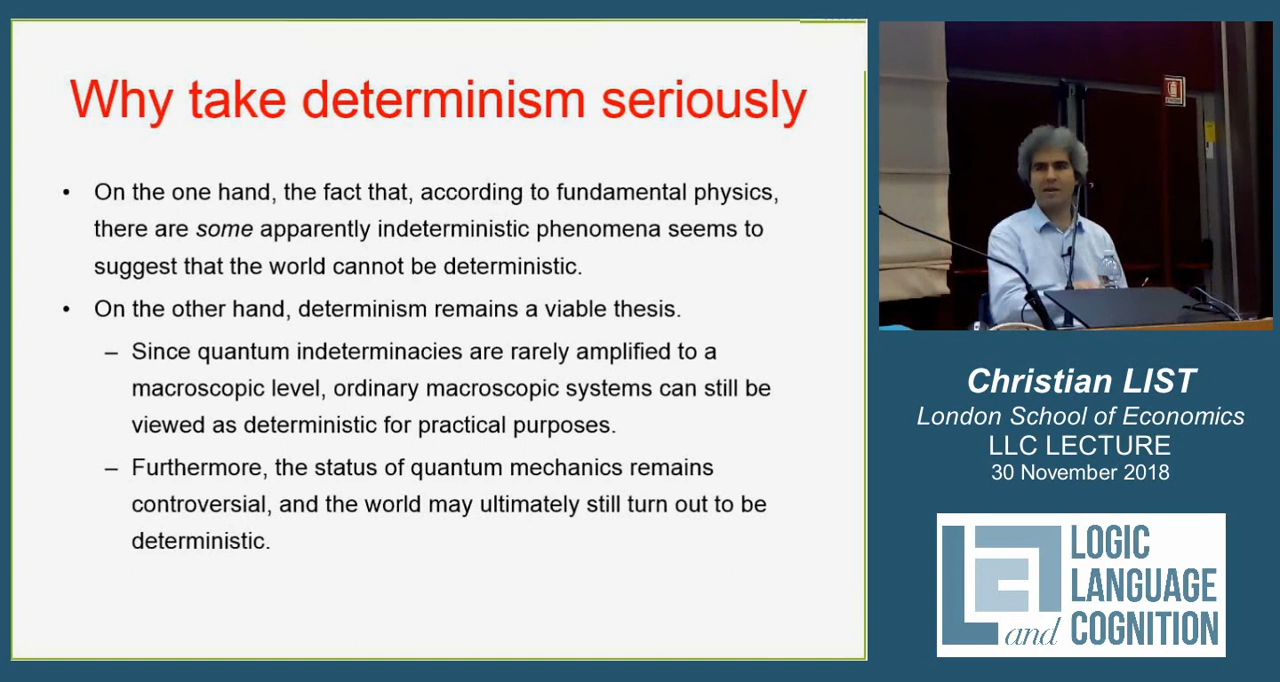 Why take determinism seriously
• On the one hand, the fact that, according to fundamental physics,
there are some apparently indeterministic phenomena seems to
suggest that the world cannot be deterministic.
• On the other hand, determinism remains a viable thesis.
– Since quantum indeterminacies are rarely amplified to a
macroscopic level, ordinary macroscopic systems can still be
viewed as deterministic for practical purposes.
– Furthermore, the status of quantum mechanics remains
controversial, and the world may ultimately still turn out to be
deterministic.
Christian LIST
London School of Economics
LLC LECTURE
30 November 2018
LOGIC
LANGUAGE
and COGNITION